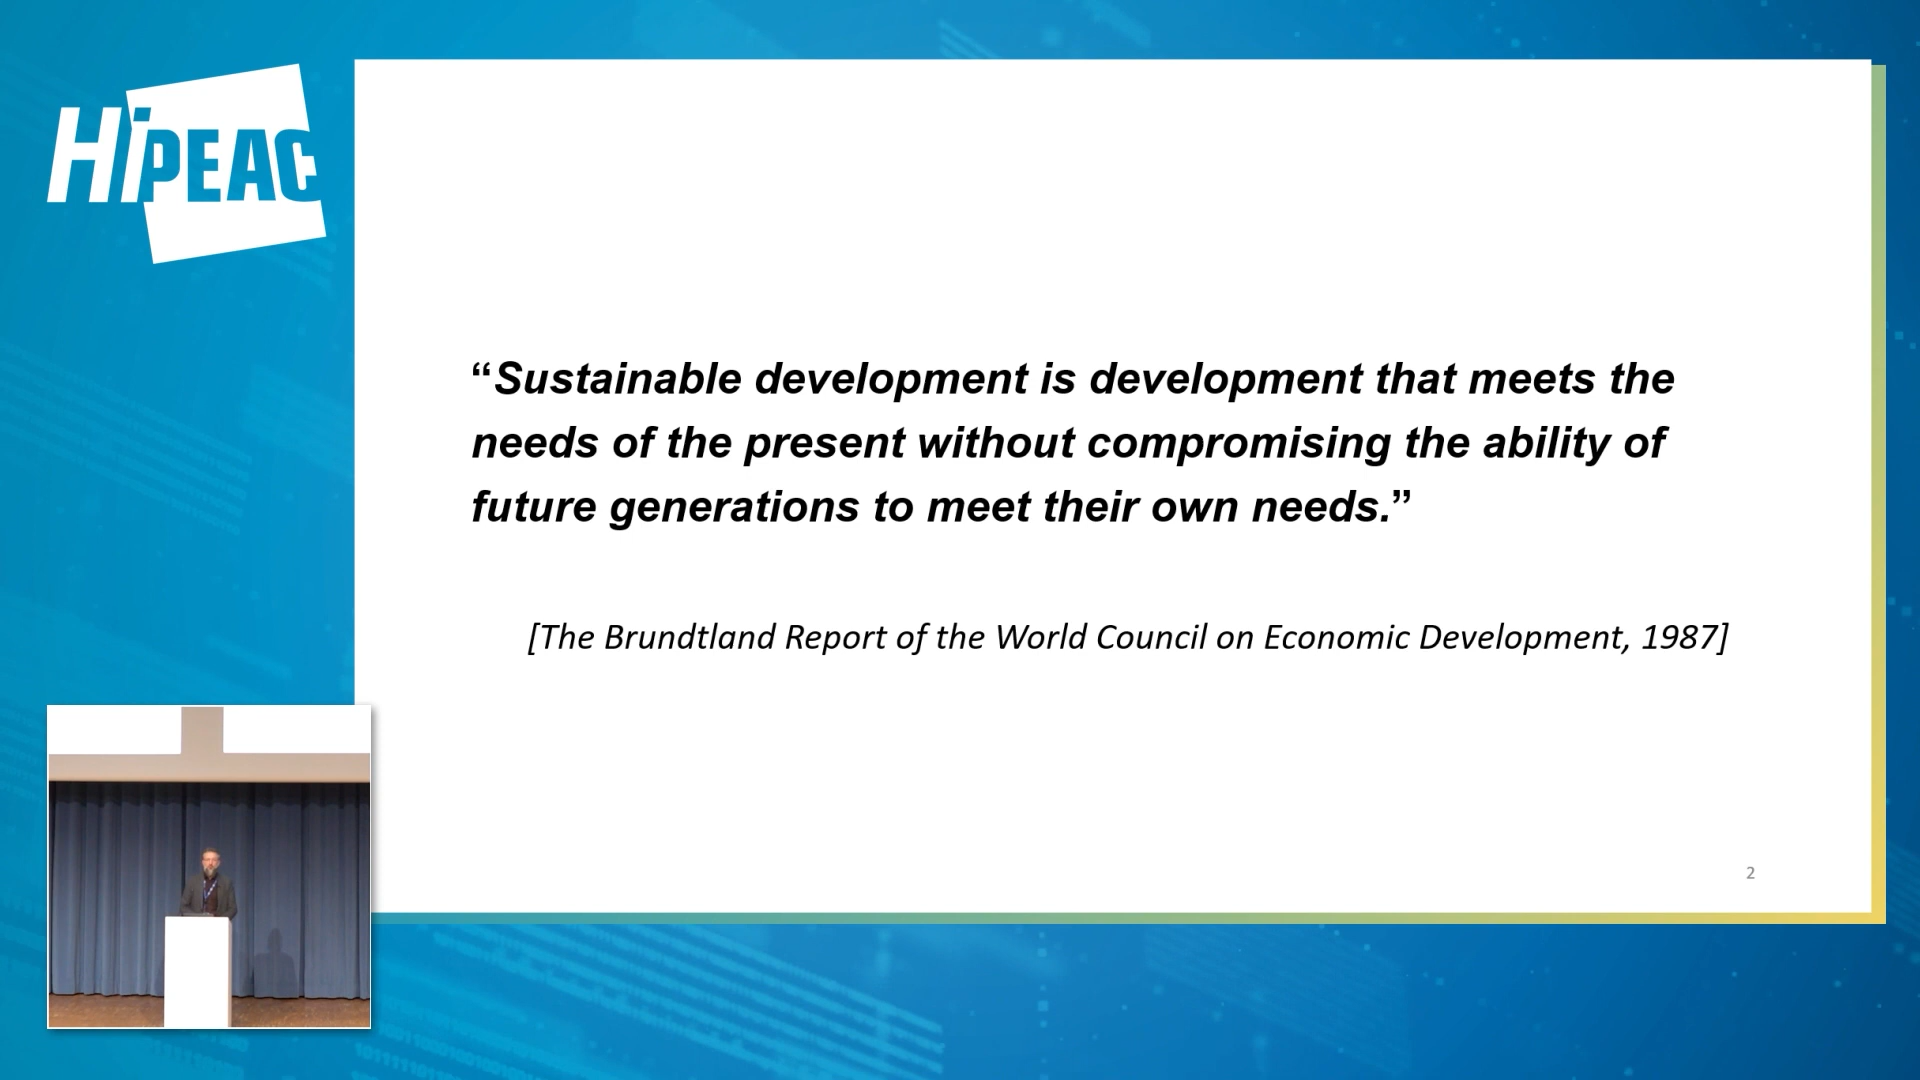 HiPEAC
“Sustainable development is development that meets the
needs of the present without compromising the ability of
future generations to meet their own needs.”
[The Brundtland Report of the World Council on Economic Development, 1987]
2